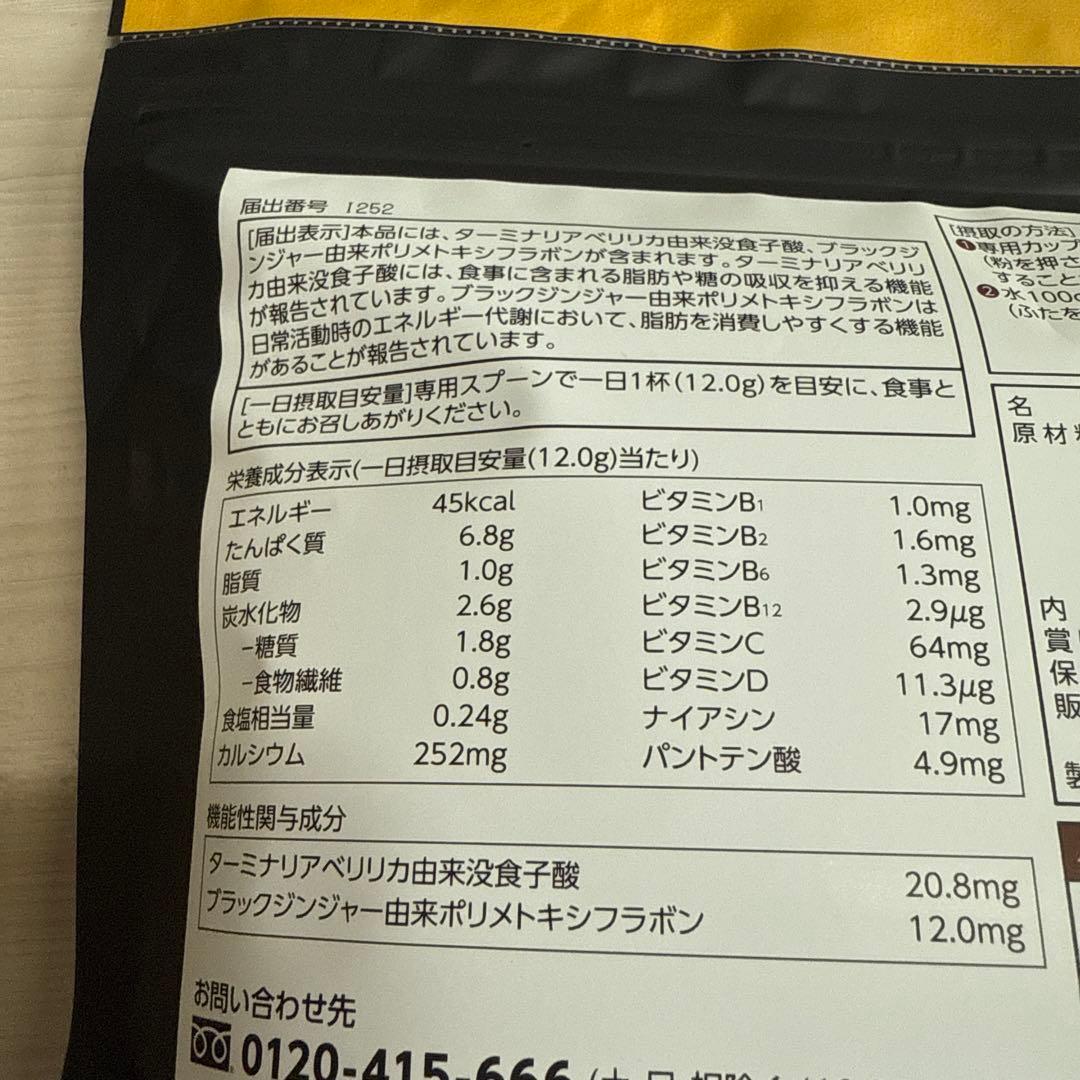 届出番号 I252
[届出表示]本品には、ターミナリアベリリカ由来没食子酸、ブラックジ
ンジャー由来ポリメトキシフラボンが含まれます。ターミナリアベリリ
カ由来没食子酸には、食事に含まれる脂肪や糖の吸収を抑える機能
が報告されています。ブラックジンジャー由来ポリメトキシフラボンは
日常活動時のエネルギー代謝において、脂肪を消費しやすくする機能
があることが報告されています。
[一日摂取目安量]専用スプーンで一日1杯(12.0g)を目安に、食事と
ともにお召しあがりください。
栄養成分表示(一日摂取目安量(12.0g)当たり)
エネルギー 45kcal ビタミンB1 1.0mg
たんぱく質 6.8g ビタミンB2 1.6mg
脂質 1.0g ビタミンB6 1.3mg
炭水化物 2.6g ビタミンB12 2.9μg
-糖質 1.8g ビタミンC 64mg
-食物繊維 0.8g ビタミンD 11.3μg
食塩相当量 0.24g ナイアシン 17mg
カルシウム 252mg パントテン酸 4.9mg
機能性関与成分
ターミナリアベリリカ由来没食子酸 20.8mg
ブラックジンジャー由来ポリメトキシフラボン 12.0mg
お問い合わせ先
0120-415-666
[摂取の方法]
❶専用カップ
(粉を押さ
すること
❷水100
(ふたを
名
原材
内
賞
保
販
製